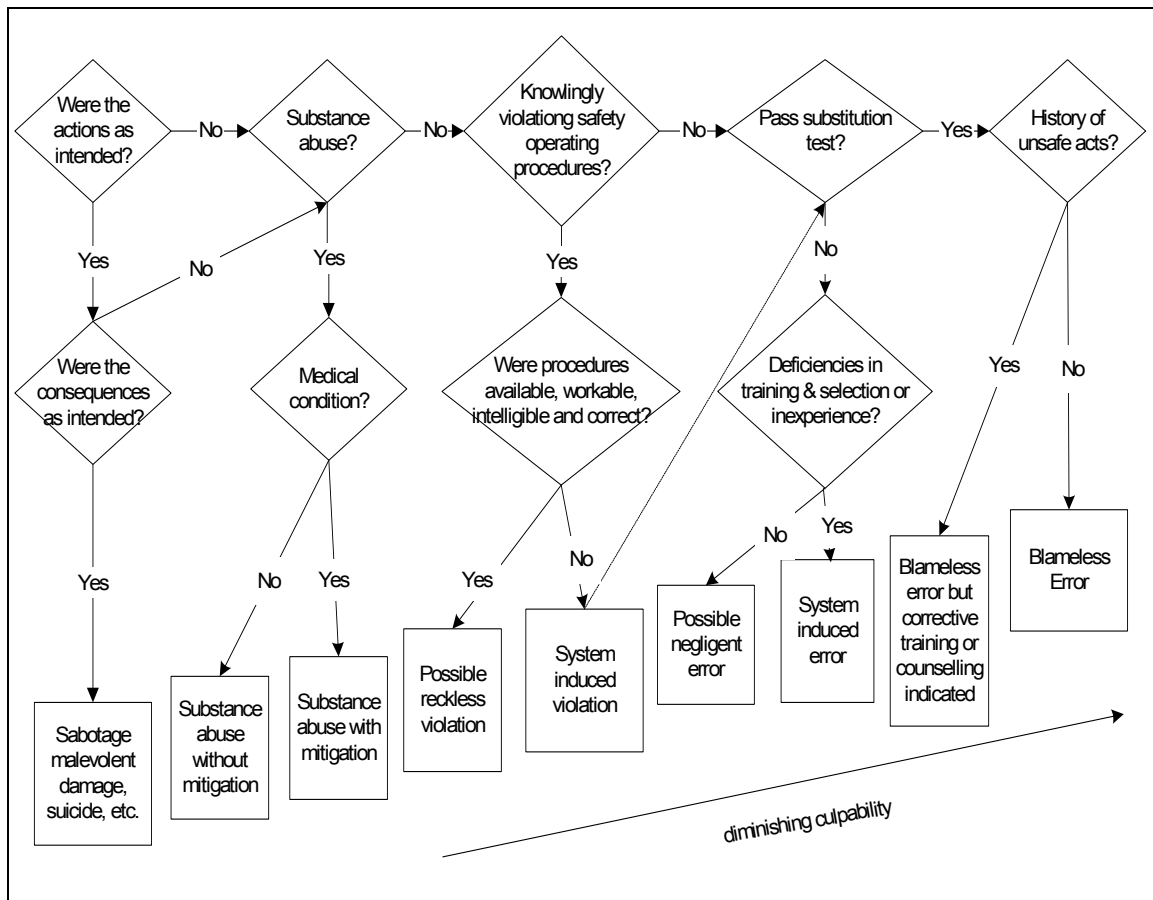 Were the
actions as
intended?
No
Substance
abuse?
No
Knowlingly
violationg safety
operating
procedures?
No
Pass substitution
test?
Yes
History of
unsafe acts?
Yes
No
Yes
Yes
No
Were the
consequences
as intended?
Medical
condition?
Were procedures
available, workable,
intelligible and correct?
Deficiencies in
training & selection or
inexperience?
Yes
No
Yes
No
Yes
Yes
No
No
Yes
Sabotage
malevolent
damage,
suicide, etc.
Substance
abuse
without
mitigation
Substance
abuse with
mitigation
Possible
reckless
violation
System
induced
violation
Possible
negligent
error
System
induced
error
Blameless
error but
corrective
training or
counselling
indicated
Blameless
Error
diminishing culpability